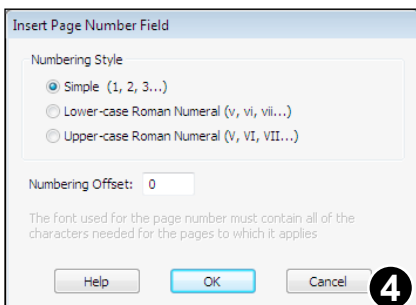 Insert Page Number Field
Numbering Style
Simple (1, 2, 3...)
Lower-case Roman Numeral (v, vi, vii...)
Upper-case Roman Numeral (V, VI, VII...)
Numbering Offset: 0
The font used for the page number must contain all of the
characters needed for the pages to which it applies
Help OK Cancel 4